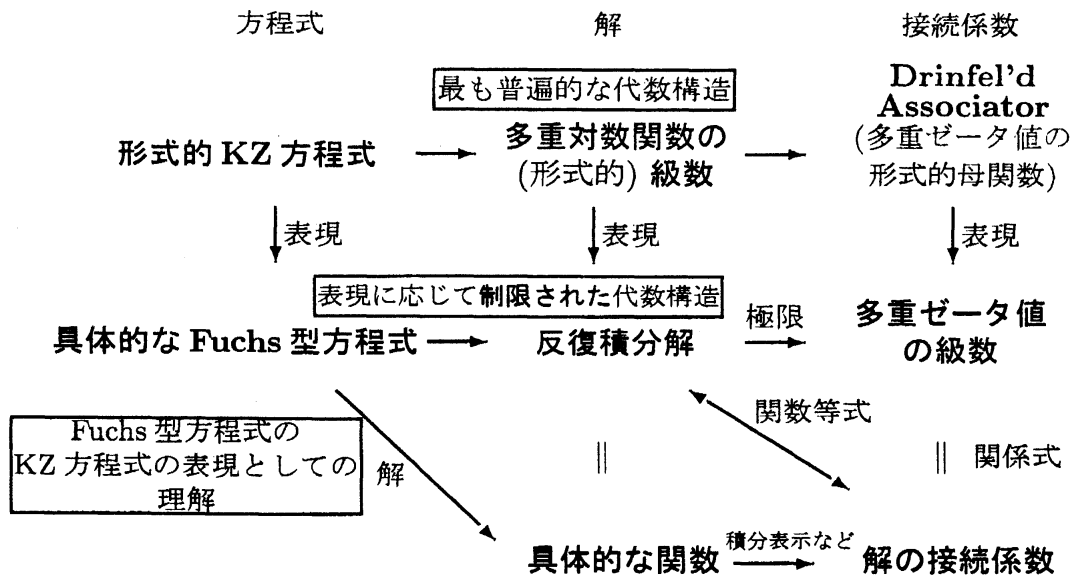 方程式 解 接続係数
最も普遍的な代数構造
Drinfel'd
Associator
形式的 KZ 方程式
多重対数関数の
(形式的) 級数
(多重ゼータ値の
形式的母関数)
表現 表現 表現
表現に応じて制限された代数構造
具体的な Fuchs 型方程式
反復積分解
極限
多重ゼータ値
の級数
Fuchs 型方程式の
KZ 方程式の表現としての
理解
解
関数等式
|| || 関係式
具体的な関数
積分表示など
解の接続係数